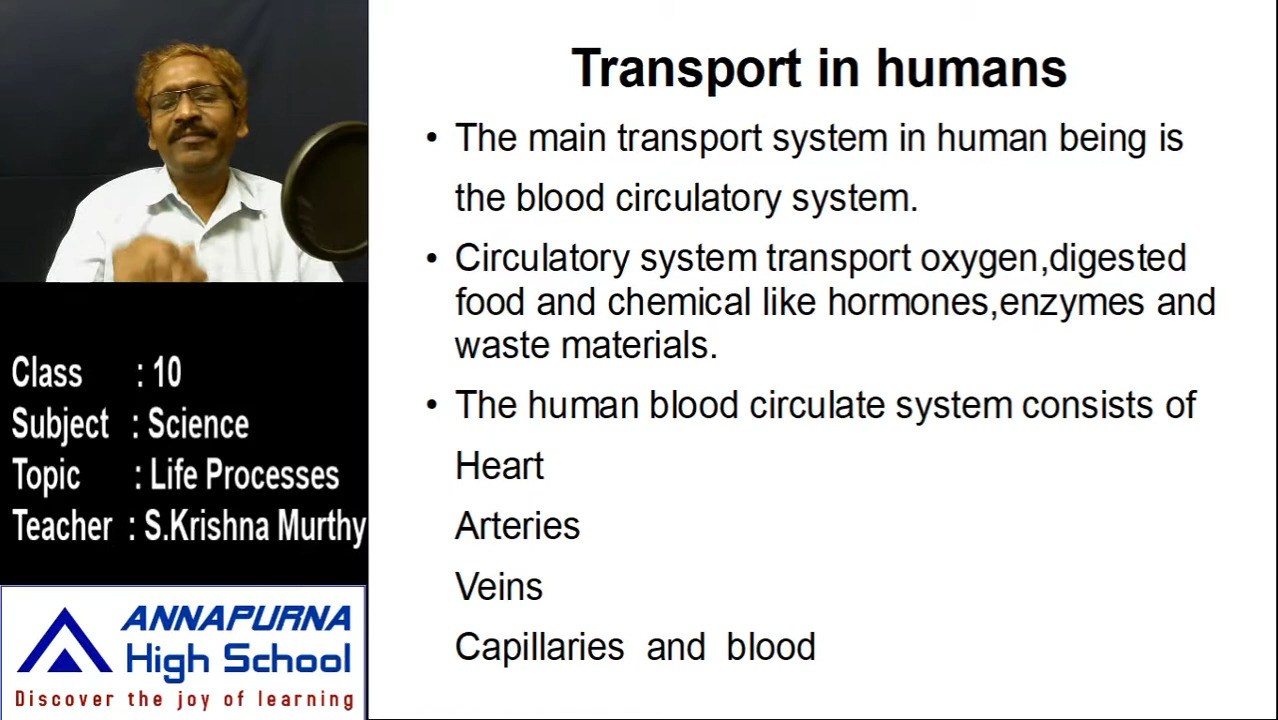 Transport in humans
• The main transport system in human being is
the blood circulatory system.
• Circulatory system transport oxygen,digested
food and chemical like hormones,enzymes and
waste materials.
• The human blood circulate system consists of
Heart
Arteries
Veins
Capillaries and blood
Class : 10
Subject : Science
Topic : Life Processes
Teacher : S.Krishna Murthy
ANNAPURNA
High School
Discover the joy of learning